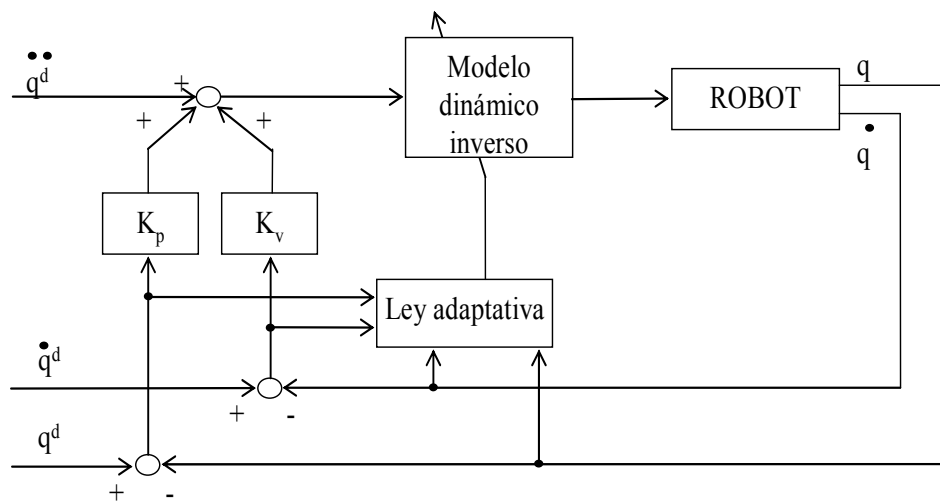 q̈ᵈ
+
+
+
Modelo
dinámico
inverso
ROBOT
q
q̇
Kₚ
Kᵥ
Ley adaptativa
q̇ᵈ
+ -
qᵈ
+ -